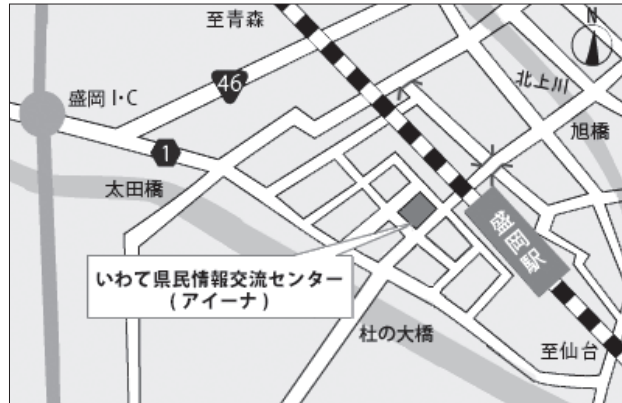 至青森
N
46
北上川
盛岡 I・C
旭橋
1
太田橋
盛岡駅
いわて県民情報交流センター
(アイーナ)
杜の大橋
至仙台